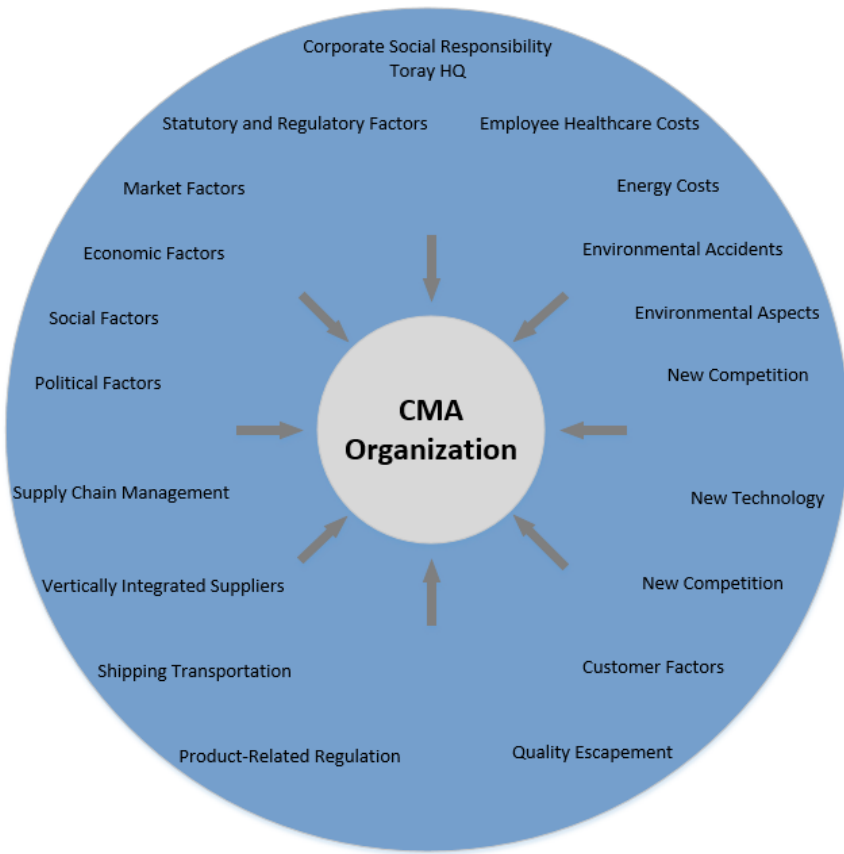 Corporate Social Responsibility
Toray HQ
Statutory and Regulatory Factors
Employee Healthcare Costs
Market Factors
Energy Costs
Economic Factors
Environmental Accidents
Social Factors
Environmental Aspects
Political Factors
New Competition
CMA
Organization
Supply Chain Management
New Technology
Vertically Integrated Suppliers
New Competition
Shipping Transportation
Customer Factors
Product-Related Regulation
Quality Escapement